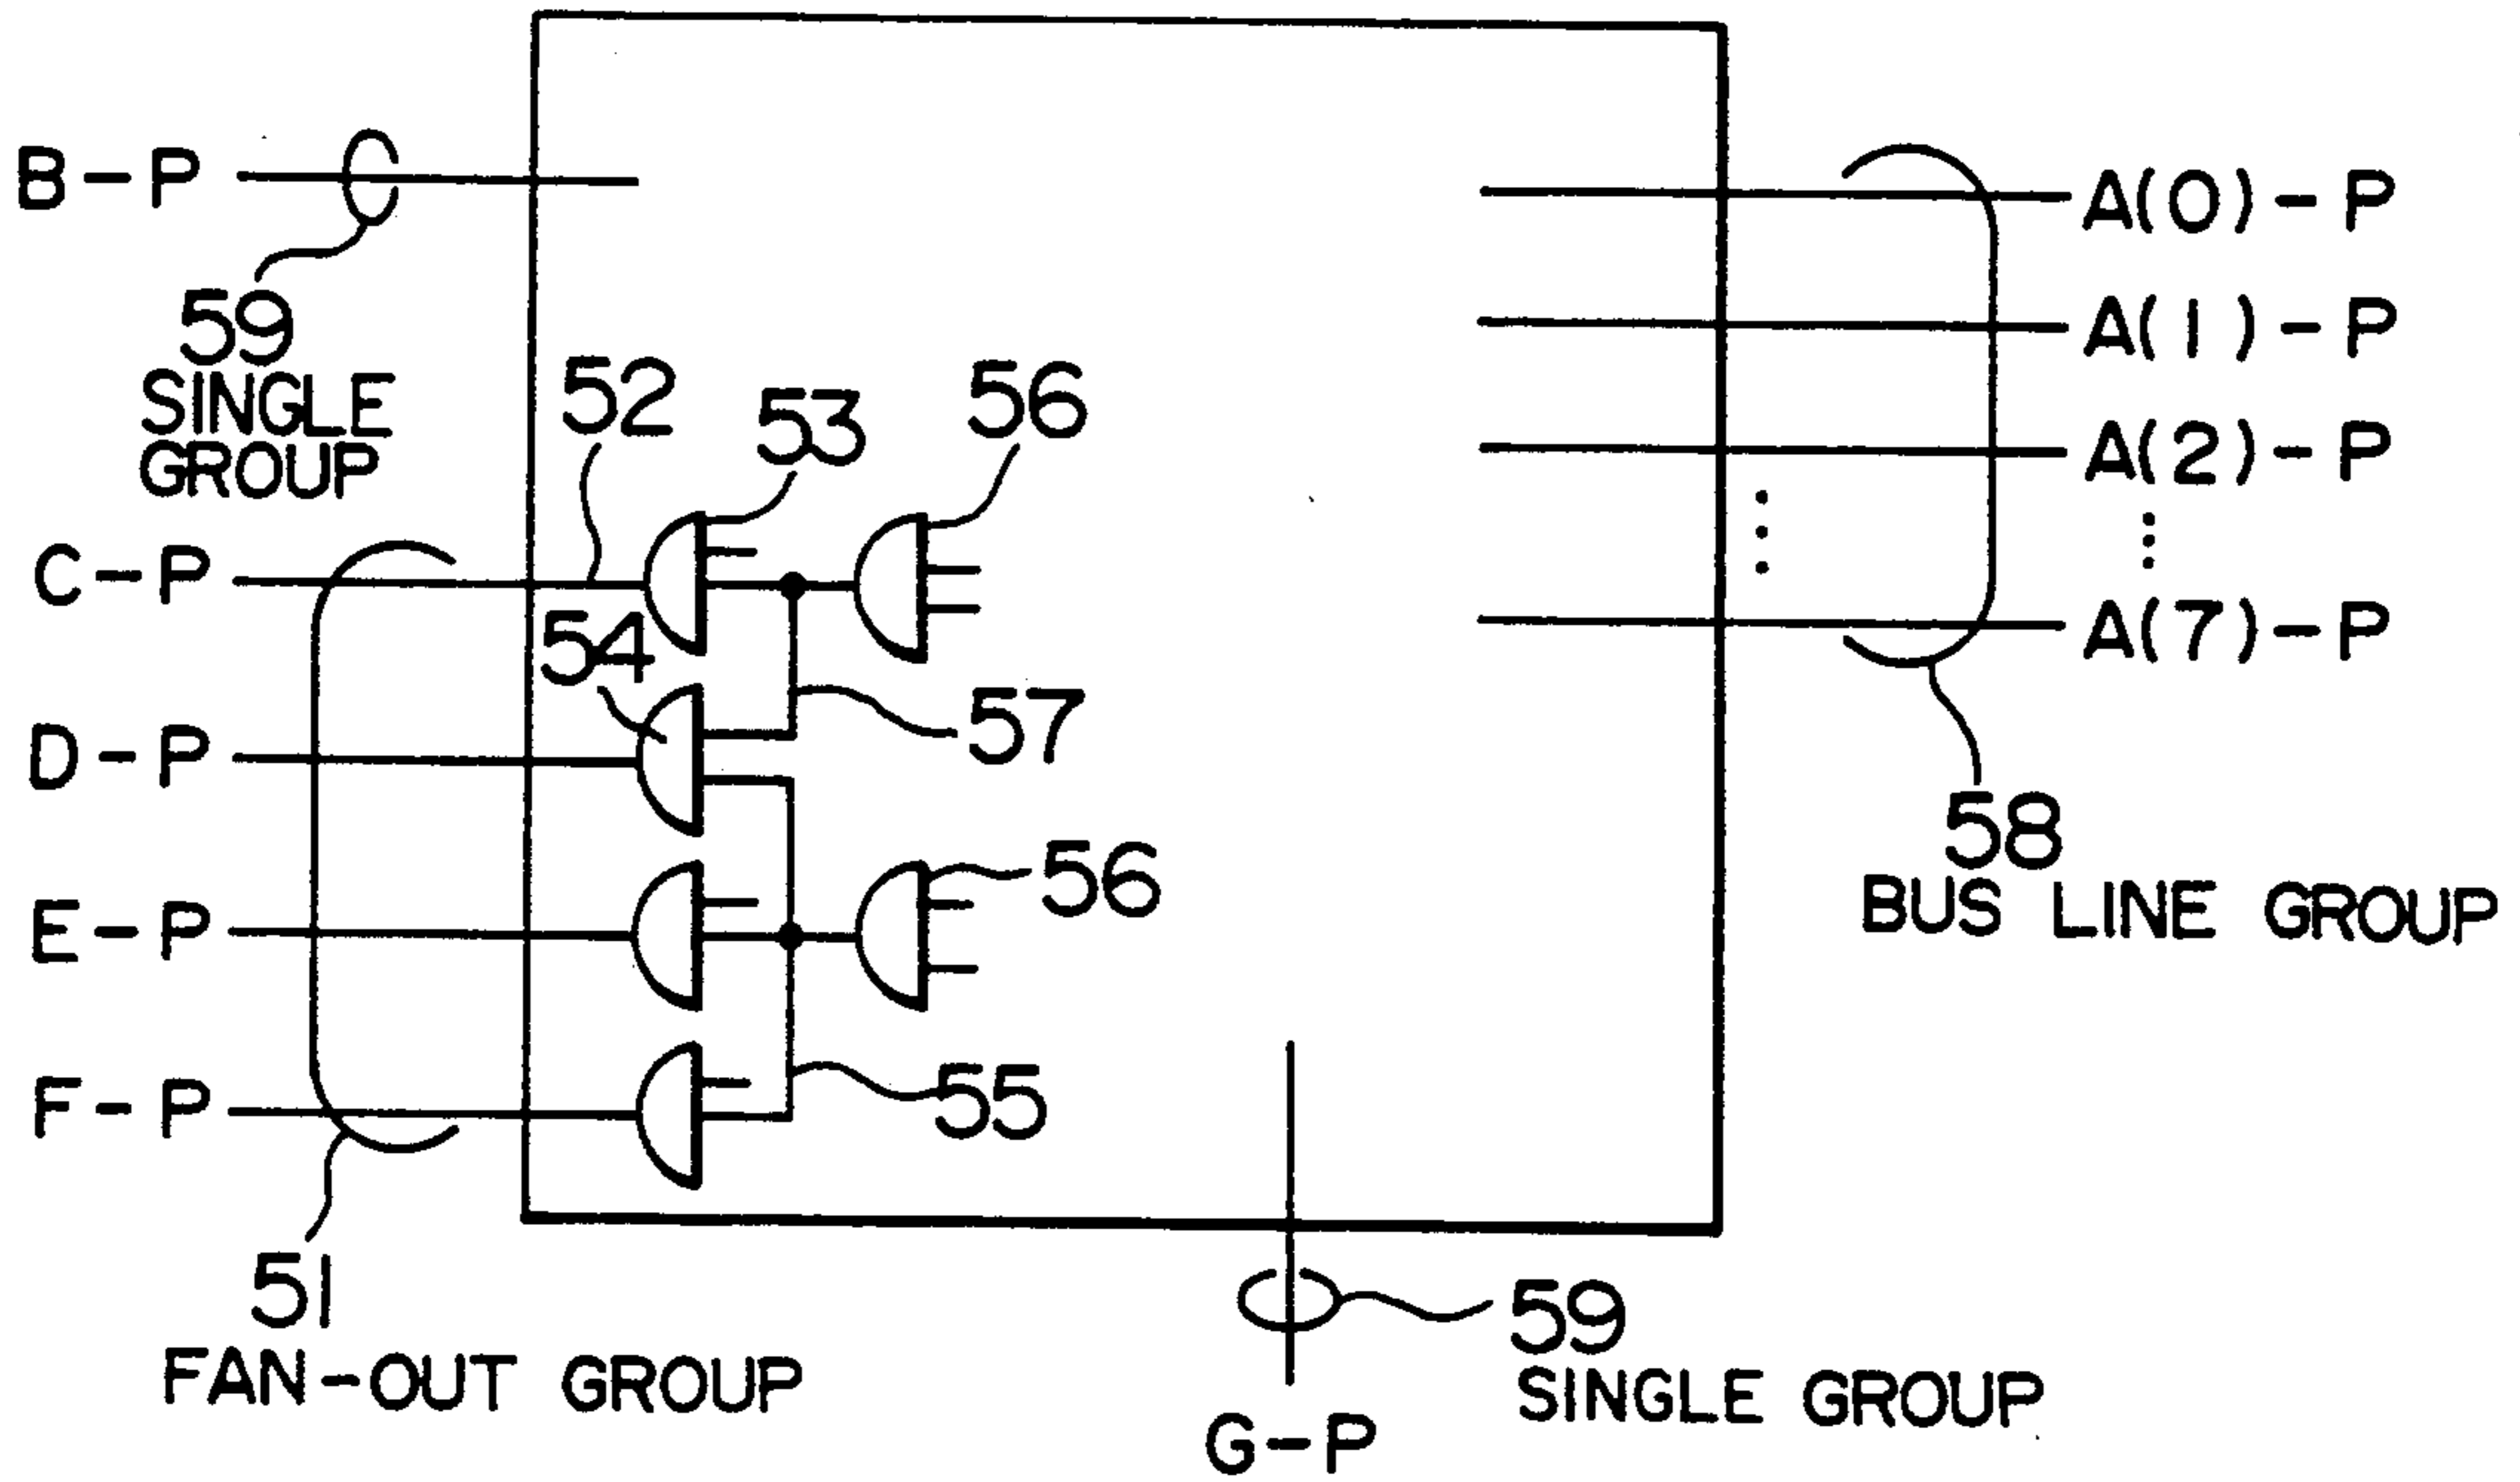 B-P
A(0)-P
59
SINGLE
GROUP
A(1)-P
52
53
56
A(2)-P
C-P
54
A(7)-P
57
D-P
58
BUS LINE GROUP
56
E-P
55
F-P
51
FAN-OUT GROUP
59
SINGLE GROUP
G-P